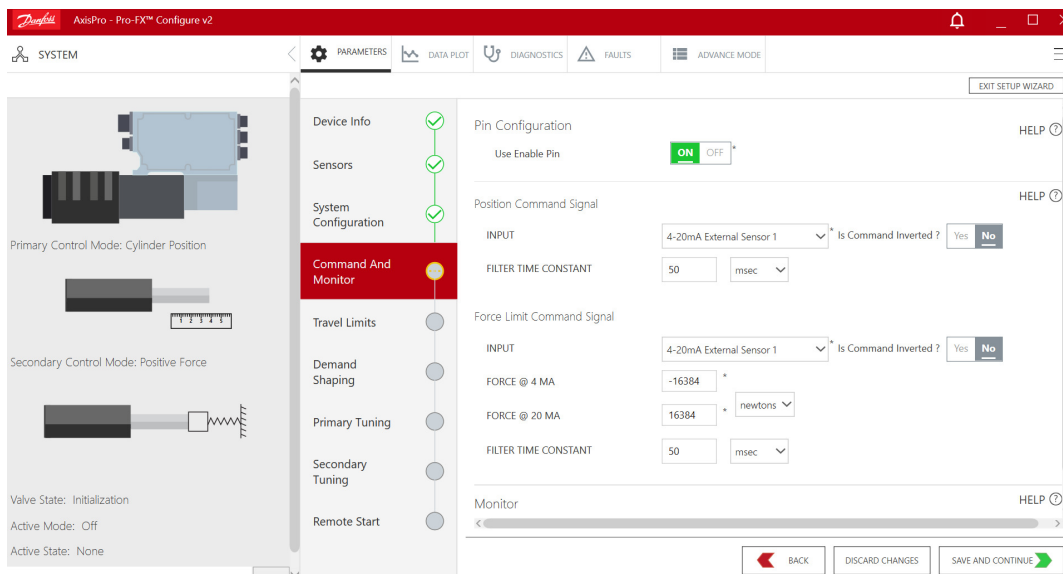 Danfoss AxisPro - Pro-FX™ Configure v2
SYSTEM
PARAMETERS
DATA PLOT
DIAGNOSTICS
FAULTS
ADVANCE MODE
EXIT SETUP WIZARD
Primary Control Mode: Cylinder Position
1 2 3 4 5
Secondary Control Mode: Positive Force
Valve State: Initialization
Active Mode: Off
Active State: None
Device Info
Sensors
System
Configuration
Command And
Monitor
Travel Limits
Demand
Shaping
Primary Tuning
Secondary
Tuning
Remote Start
Pin Configuration
HELP ?
Use Enable Pin ON OFF *
Position Command Signal
HELP ?
INPUT 4-20mA External Sensor 1 * Is Command Inverted ? Yes No
FILTER TIME CONSTANT 50 msec
Force Limit Command Signal
INPUT 4-20mA External Sensor 1 * Is Command Inverted ? Yes No
FORCE @ 4 MA -16384 *
newtons
FORCE @ 20 MA 16384 *
FILTER TIME CONSTANT 50 msec
Monitor
HELP ?
BACK
DISCARD CHANGES
SAVE AND CONTINUE